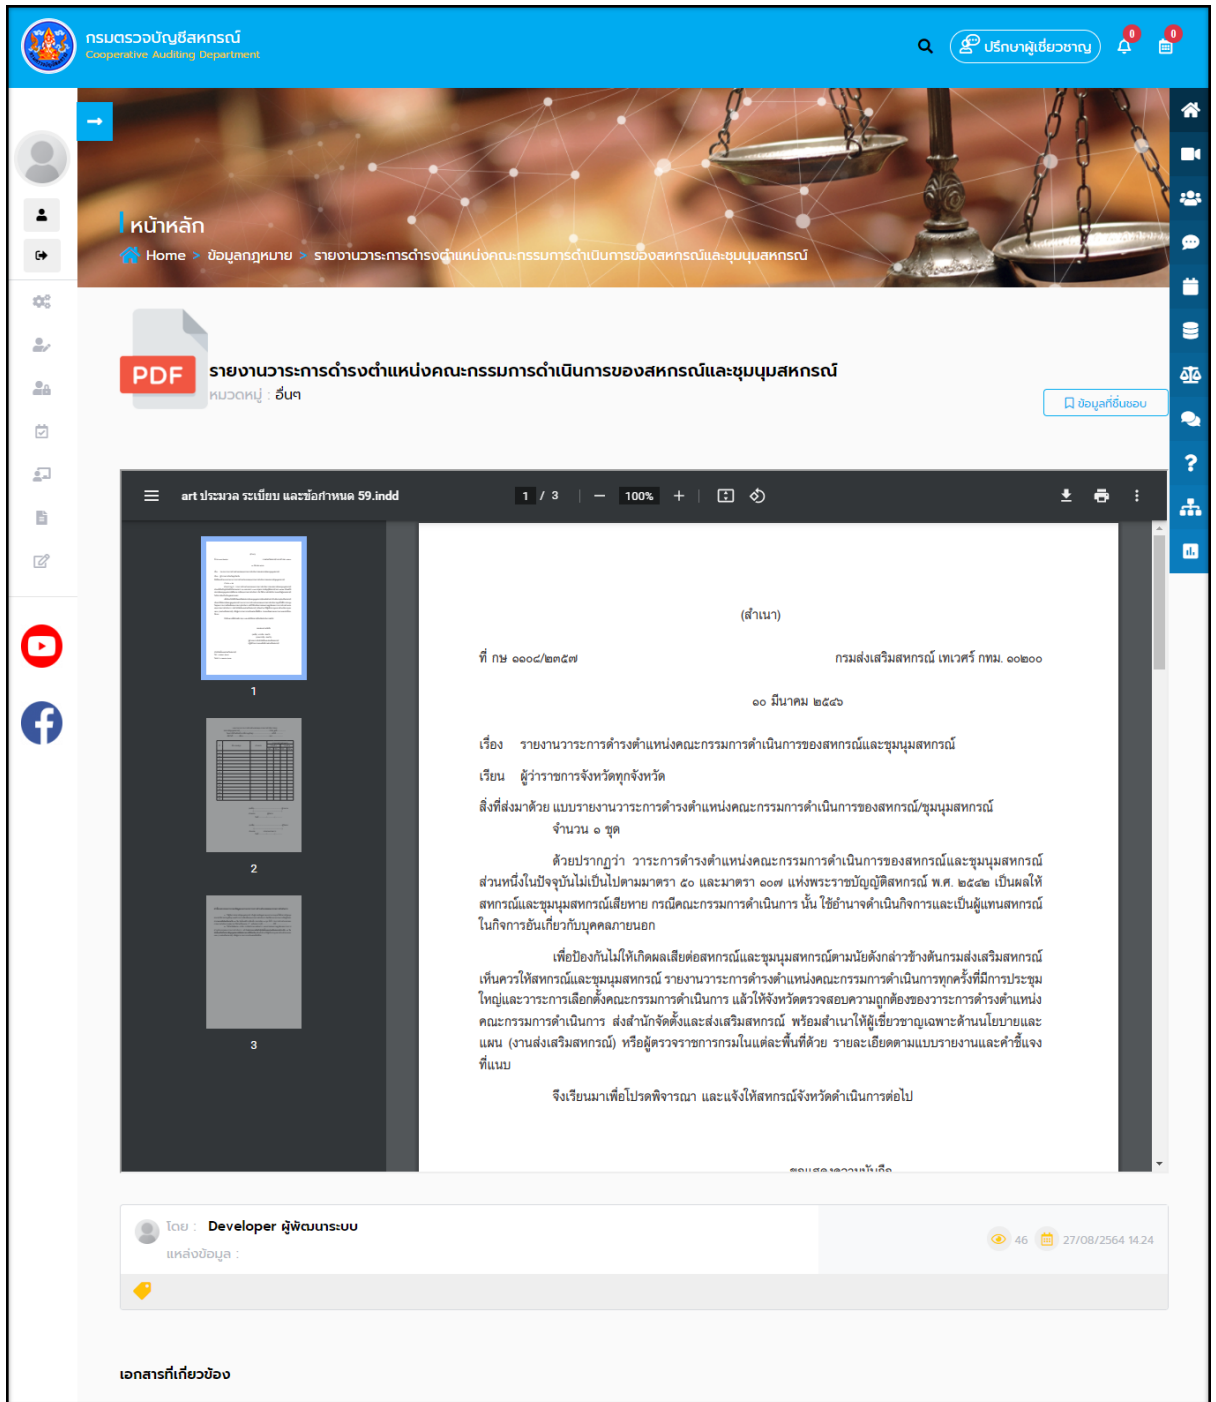 กรมตรวจบัญชีสหกรณ์
Cooperative Auditing Department
ปรึกษาผู้เชี่ยวชาญ
0
0
หน้าหลัก
Home > ข้อมูลกฎหมาย > รายงานวาระการดำรงตำแหน่งคณะกรรมการดำเนินการของสหกรณ์และชุมนุมสหกรณ์
PDF
รายงานวาระการดำรงตำแหน่งคณะกรรมการดำเนินการของสหกรณ์และชุมนุมสหกรณ์
หมวดหมู่ : อื่นๆ
ข้อมูลที่ชื่นชอบ
art ประมวล ระเบียบ และข้อกำหนด 59.indd
1 / 3
100%
1
2
3
(สำเนา)
ที่ กษ ๑๑๐๔/๒๓๕๗ กรมส่งเสริมสหกรณ์ เทเวศร์ กทม. ๑๐๒๐๐
๑๐ มีนาคม ๒๕๔๖
เรื่อง รายงานวาระการดำรงตำแหน่งคณะกรรมการดำเนินการของสหกรณ์และชุมนุมสหกรณ์
เรียน ผู้ว่าราชการจังหวัดทุกจังหวัด
สิ่งที่ส่งมาด้วย แบบรายงานวาระการดำรงตำแหน่งคณะกรรมการดำเนินการของสหกรณ์/ชุมนุมสหกรณ์
จำนวน ๑ ชุด
ด้วยปรากฏว่า วาระการดำรงตำแหน่งคณะกรรมการดำเนินการของสหกรณ์และชุมนุมสหกรณ์
ส่วนหนึ่งในปัจจุบันไม่เป็นไปตามมาตรา ๕๐ และมาตรา ๑๐๗ แห่งพระราชบัญญัติสหกรณ์ พ.ศ. ๒๕๔๒ เป็นผลให้
สหกรณ์และชุมนุมสหกรณ์เสียหาย กรณีคณะกรรมการดำเนินการ นั้น ใช้อำนาจดำเนินกิจการและเป็นผู้แทนสหกรณ์
ในกิจการอันเกี่ยวกับบุคคลภายนอก
เพื่อป้องกันไม่ให้เกิดผลเสียต่อสหกรณ์และชุมนุมสหกรณ์ตามนัยดังกล่าวข้างต้นกรมส่งเสริมสหกรณ์
เห็นควรให้สหกรณ์และชุมนุมสหกรณ์ รายงานวาระการดำรงตำแหน่งคณะกรรมการดำเนินการทุกครั้งที่มีการประชุม
ใหญ่และวาระการเลือกตั้งคณะกรรมการดำเนินการ แล้วให้จังหวัดตรวจสอบความถูกต้องของวาระการดำรงตำแหน่ง
คณะกรรมการดำเนินการ ส่งสำนักจัดตั้งและส่งเสริมสหกรณ์ พร้อมสำเนาให้ผู้เชี่ยวชาญเฉพาะด้านนโยบายและ
แผน (งานส่งเสริมสหกรณ์) หรือผู้ตรวจราชการกรมในแต่ละพื้นที่ด้วย รายละเอียดตามแบบรายงานและคำชี้แจง
ที่แนบ
จึงเรียนมาเพื่อโปรดพิจารณา และแจ้งให้สหกรณ์จังหวัดดำเนินการต่อไป
ขอแสดงความนับถือ
โดย : Developer ผู้พัฒนาระบบ
แหล่งข้อมูล :
46 27/08/2564 14.24
เอกสารที่เกี่ยวข้อง